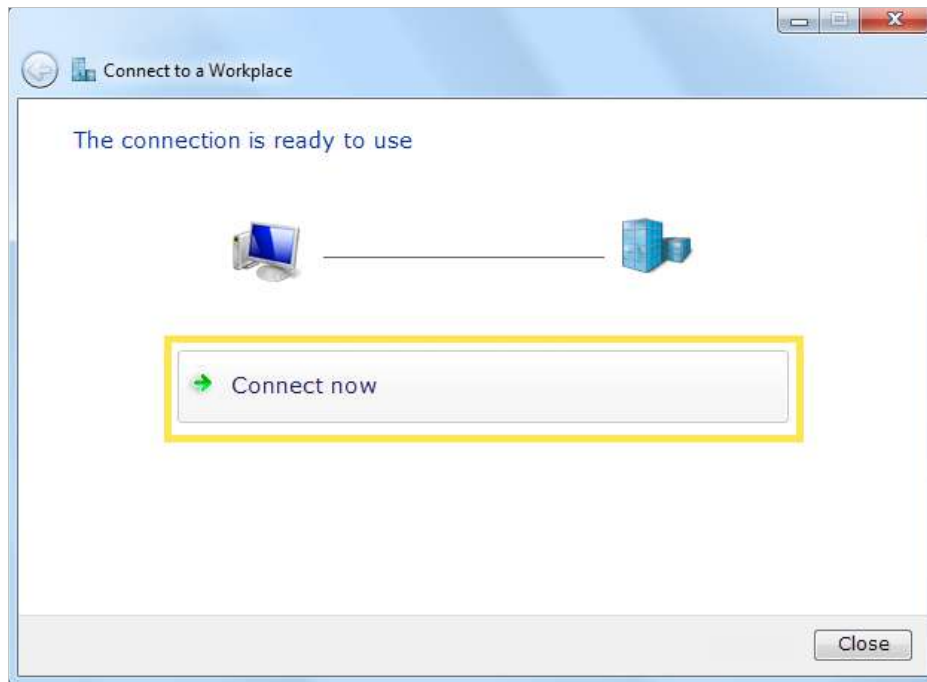 Connect to a Workplace
The connection is ready to use
Connect now
Close